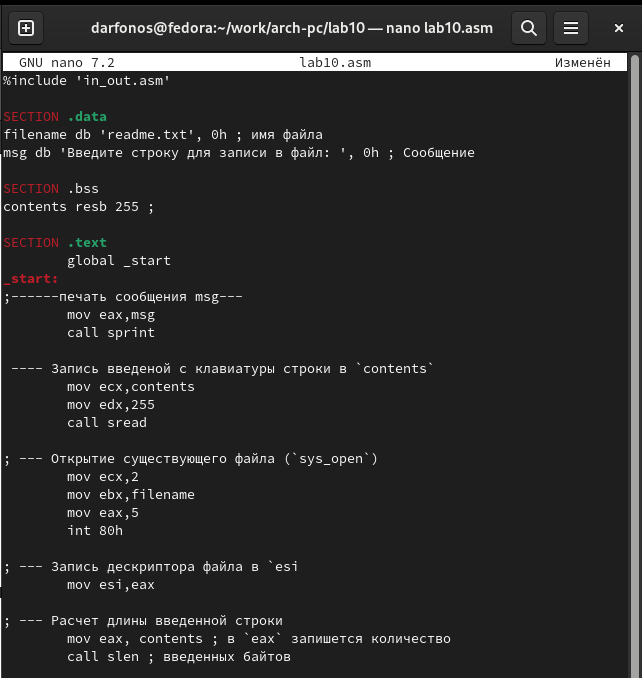 darfonos@fedora:~/work/arch-pc/lab10 — nano lab10.asm
GNU nano 7.2 lab10.asm Изменён
%include 'in_out.asm'
SECTION .data
filename db 'readme.txt', 0h ; имя файла
msg db 'Введите строку для записи в файл: ', 0h ; Сообщение
SECTION .bss
contents resb 255 ;
SECTION .text
global _start
_start:
;------печать сообщения msg---
mov eax,msg
call sprint
---- Запись введеной с клавиатуры строки в `contents`
mov ecx,contents
mov edx,255
call sread
; --- Открытие существующего файла (`sys_open`)
mov ecx,2
mov ebx,filename
mov eax,5
int 80h
; --- Запись дескриптора файла в `esi
mov esi,eax
; --- Расчет длины введенной строки
mov eax, contents ; в `eax` запишется количество
call slen ; введенных байтов